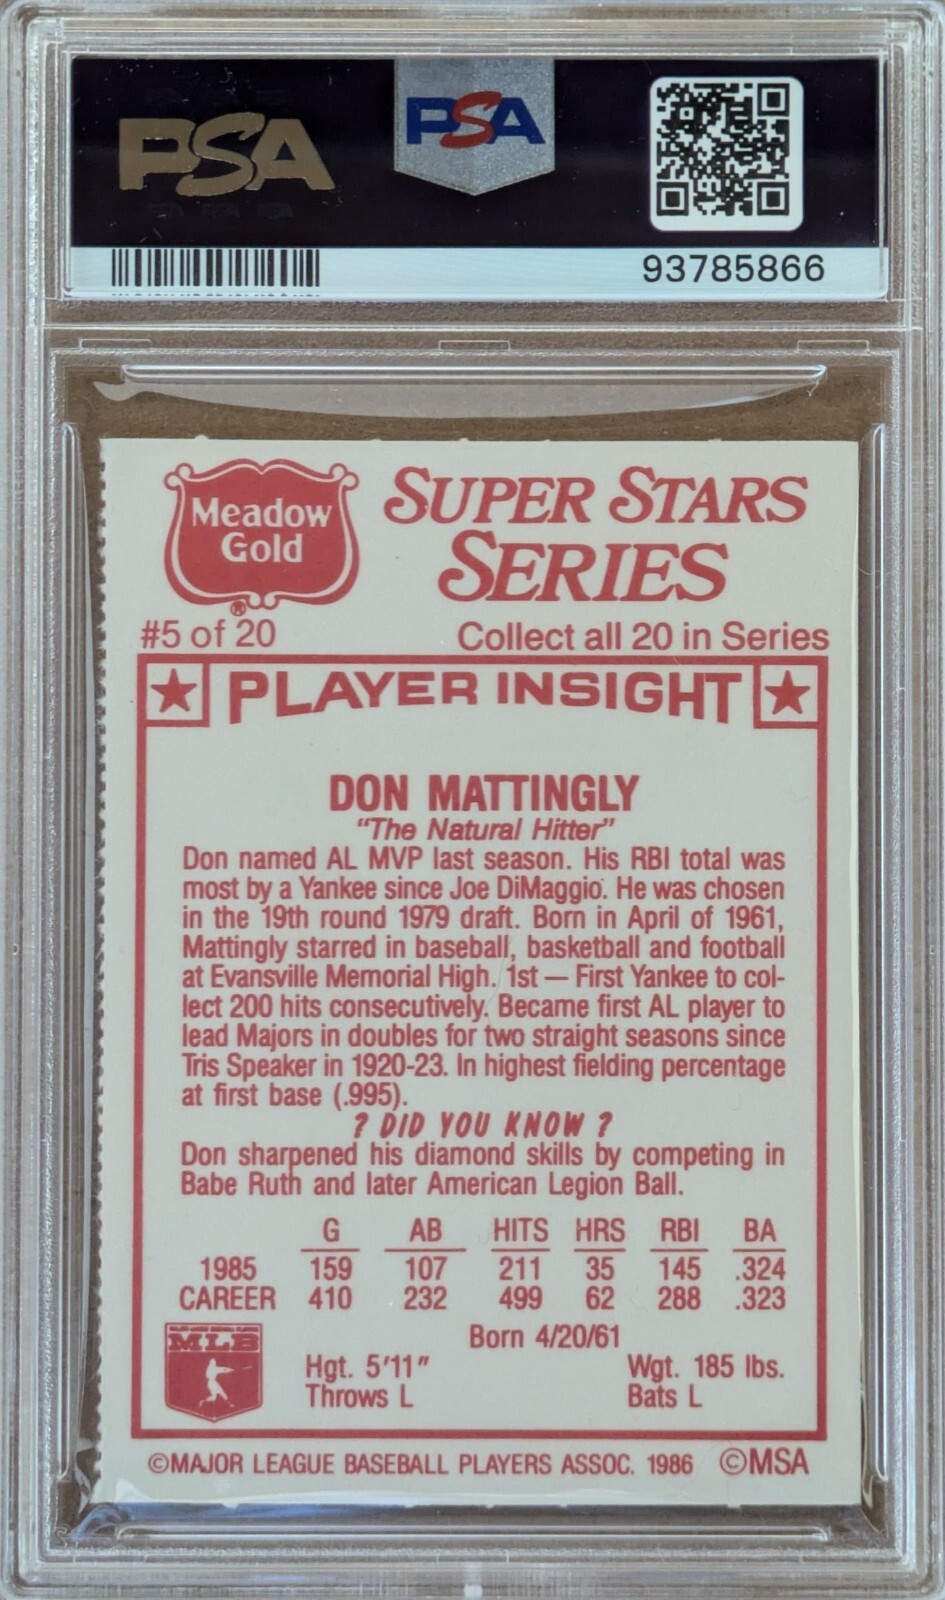 PSA
PSA
93785866
Meadow
Gold
®
SUPER STARS
SERIES
#5 of 20
Collect all 20 in Series
★ PLAYER INSIGHT ★
DON MATTINGLY
"The Natural Hitter"
Don named AL MVP last season. His RBI total was
most by a Yankee since Joe DiMaggio. He was chosen
in the 19th round 1979 draft. Born in April of 1961,
Mattingly starred in baseball, basketball and football
at Evansville Memorial High. 1st — First Yankee to col-
lect 200 hits consecutively. Became first AL player to
lead Majors in doubles for two straight seasons since
Tris Speaker in 1920-23. In highest fielding percentage
at first base (.995).
? DID YOU KNOW ?
Don sharpened his diamond skills by competing in
Babe Ruth and later American Legion Ball.
G AB HITS HRS RBI BA
1985 159 107 211 35 145 .324
CAREER 410 232 499 62 288 .323
Born 4/20/61
MLB
Hgt. 5'11" Wgt. 185 lbs.
Throws L Bats L
©MAJOR LEAGUE BASEBALL PLAYERS ASSOC. 1986 ©MSA